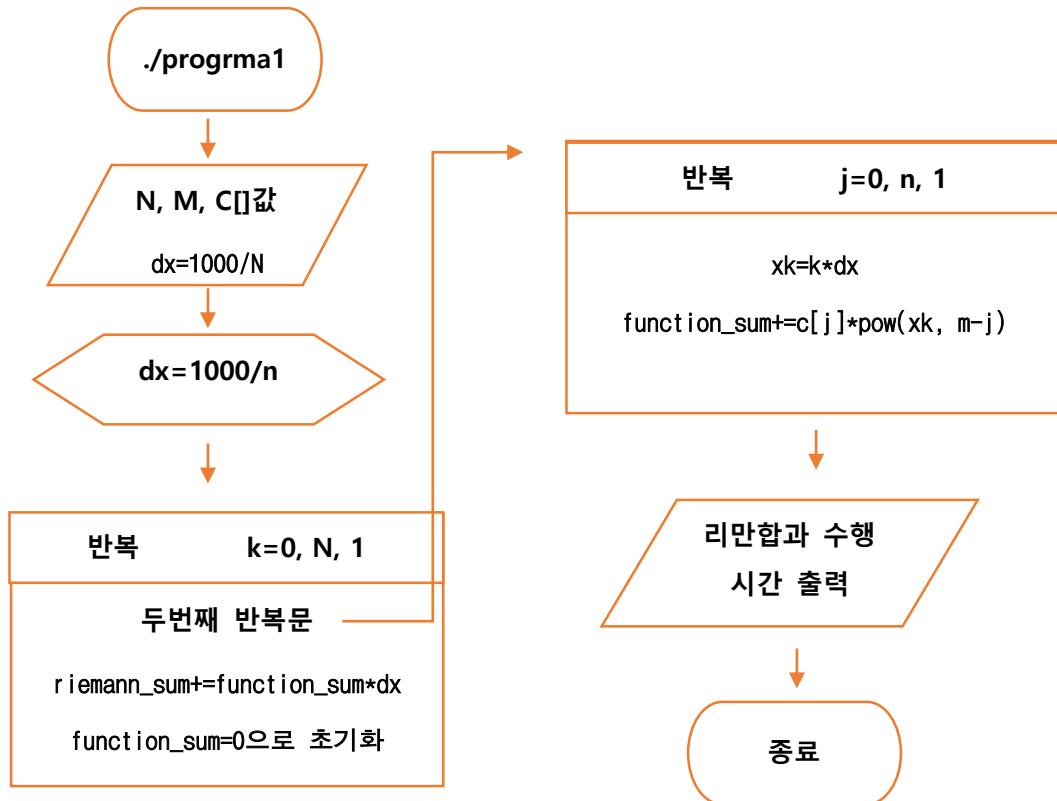 ./progrma1
N, M, C[]값
dx=1000/N
dx=1000/n
반복 k=0, N, 1
두번째 반복문
riemann_sum+=function_sum*dx
function_sum=0으로 초기화
반복 j=0, n, 1
xk=k*dx
function_sum+=c[j]*pow(xk, m-j)
리만합과 수행
시간 출력
종료